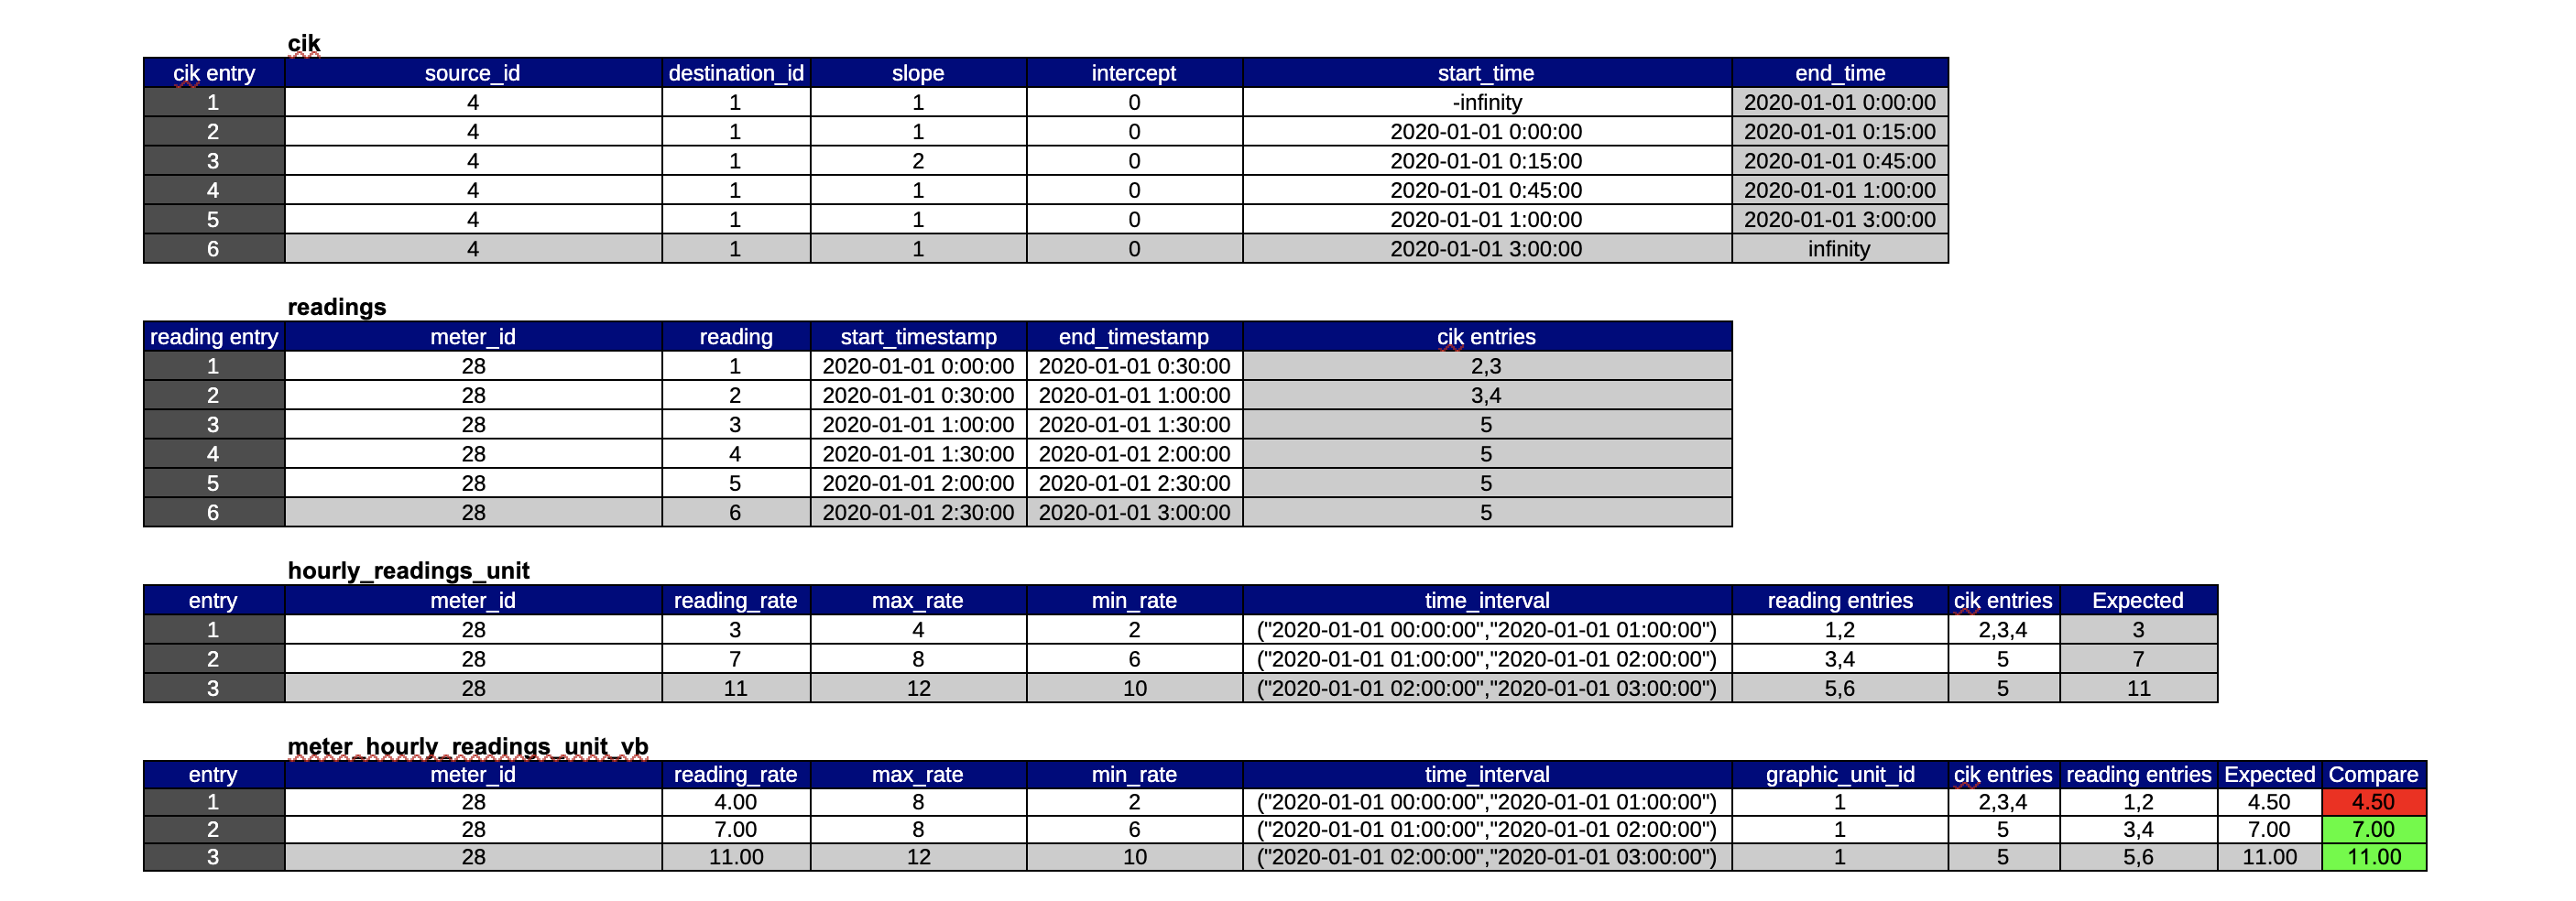 cik
cik entry source_id destination_id slope intercept start_time end_time
1 4 1 1 0 -infinity 2020-01-01 0:00:00
2 4 1 1 0 2020-01-01 0:00:00 2020-01-01 0:15:00
3 4 1 2 0 2020-01-01 0:15:00 2020-01-01 0:45:00
4 4 1 1 0 2020-01-01 0:45:00 2020-01-01 1:00:00
5 4 1 1 0 2020-01-01 1:00:00 2020-01-01 3:00:00
6 4 1 1 0 2020-01-01 3:00:00 infinity
readings
reading entry meter_id reading start_timestamp end_timestamp cik entries
1 28 1 2020-01-01 0:00:00 2020-01-01 0:30:00 2,3
2 28 2 2020-01-01 0:30:00 2020-01-01 1:00:00 3,4
3 28 3 2020-01-01 1:00:00 2020-01-01 1:30:00 5
4 28 4 2020-01-01 1:30:00 2020-01-01 2:00:00 5
5 28 5 2020-01-01 2:00:00 2020-01-01 2:30:00 5
6 28 6 2020-01-01 2:30:00 2020-01-01 3:00:00 5
hourly_readings_unit
entry meter_id reading_rate max_rate min_rate time_interval reading entries cik entries Expected
1 28 3 4 2 ("2020-01-01 00:00:00","2020-01-01 01:00:00") 1,2 2,3,4 3
2 28 7 8 6 ("2020-01-01 01:00:00","2020-01-01 02:00:00") 3,4 5 7
3 28 11 12 10 ("2020-01-01 02:00:00","2020-01-01 03:00:00") 5,6 5 11
meter_hourly_readings_unit_vb
entry meter_id reading_rate max_rate min_rate time_interval graphic_unit_id cik entries reading entries Expected Compare
1 28 4.00 8 2 ("2020-01-01 00:00:00","2020-01-01 01:00:00") 1 2,3,4 1,2 4.50 4.50
2 28 7.00 8 6 ("2020-01-01 01:00:00","2020-01-01 02:00:00") 1 5 3,4 7.00 7.00
3 28 11.00 12 10 ("2020-01-01 02:00:00","2020-01-01 03:00:00") 1 5 5,6 11.00 11.00